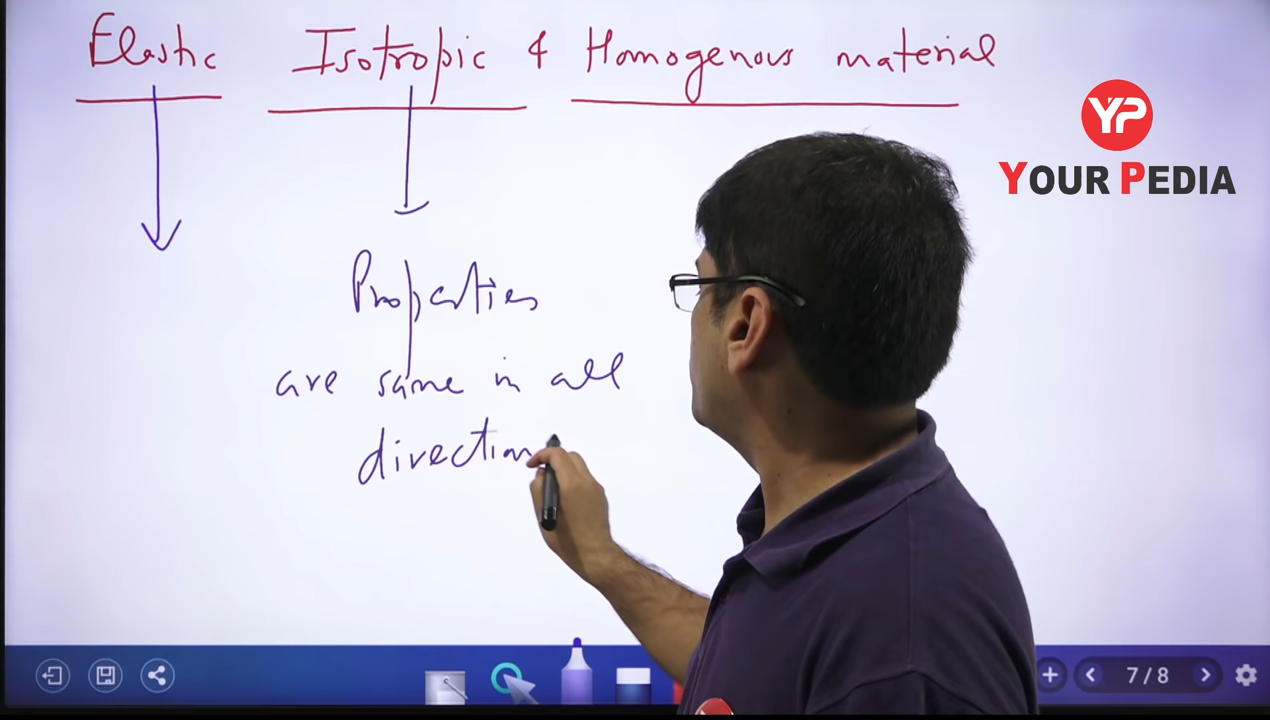 Elastic Isotropic & Homogenous material
YP
YOUR PEDIA
Properties
are same in all
direction
7/8